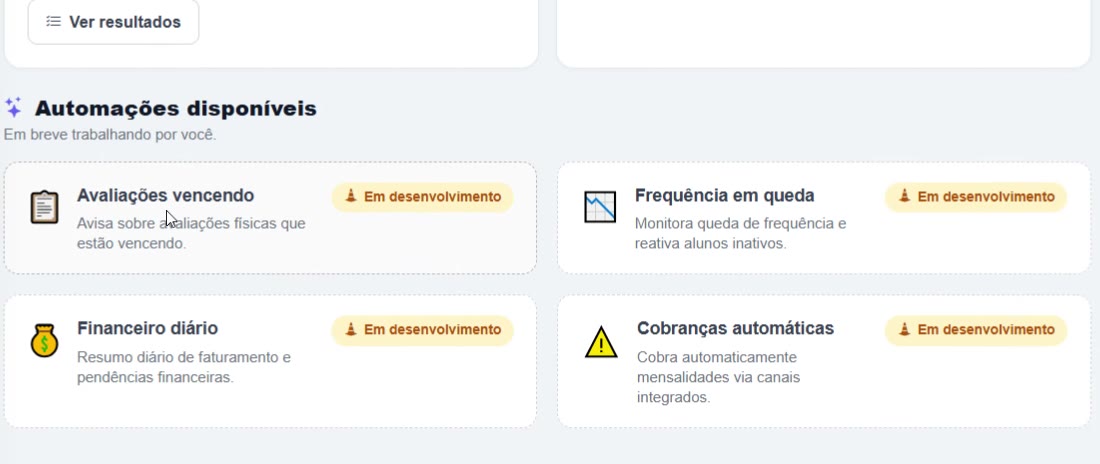 Ver resultados
Automações disponíveis
Em breve trabalhando por você.
Avaliações vencendo
Em desenvolvimento
Avisa sobre avaliações físicas que
estão vencendo.
Frequência em queda
Em desenvolvimento
Monitora queda de frequência e
reativa alunos inativos.
Financeiro diário
Em desenvolvimento
Resumo diário de faturamento e
pendências financeiras.
Cobranças automáticas
Em desenvolvimento
Cobra automaticamente
mensalidades via canais
integrados.